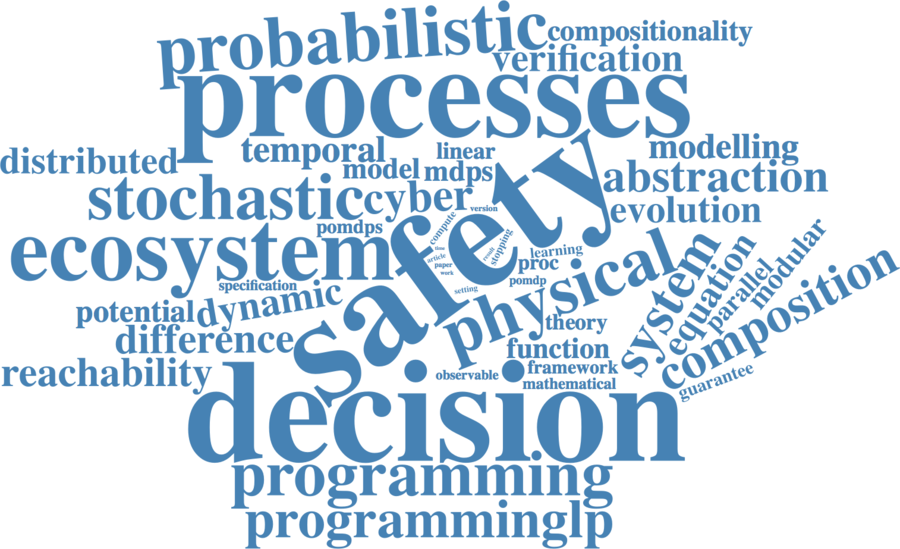 probabilistic
compositionality
verification
processes
distributed
temporal
linear
modelling
model
mdps
stochastic
cyber
version
abstraction
safety
evolution
pomdps
compute
ecosystem
time
article
paper
work
result
stopping
learning
proc
pomdp
physical
system
equation
parallel
modular
composition
specification
setting
potential
dynamic
theory
difference
function
reachability
observable
framework
mathematical
guarantee
decision
programming
programminglp